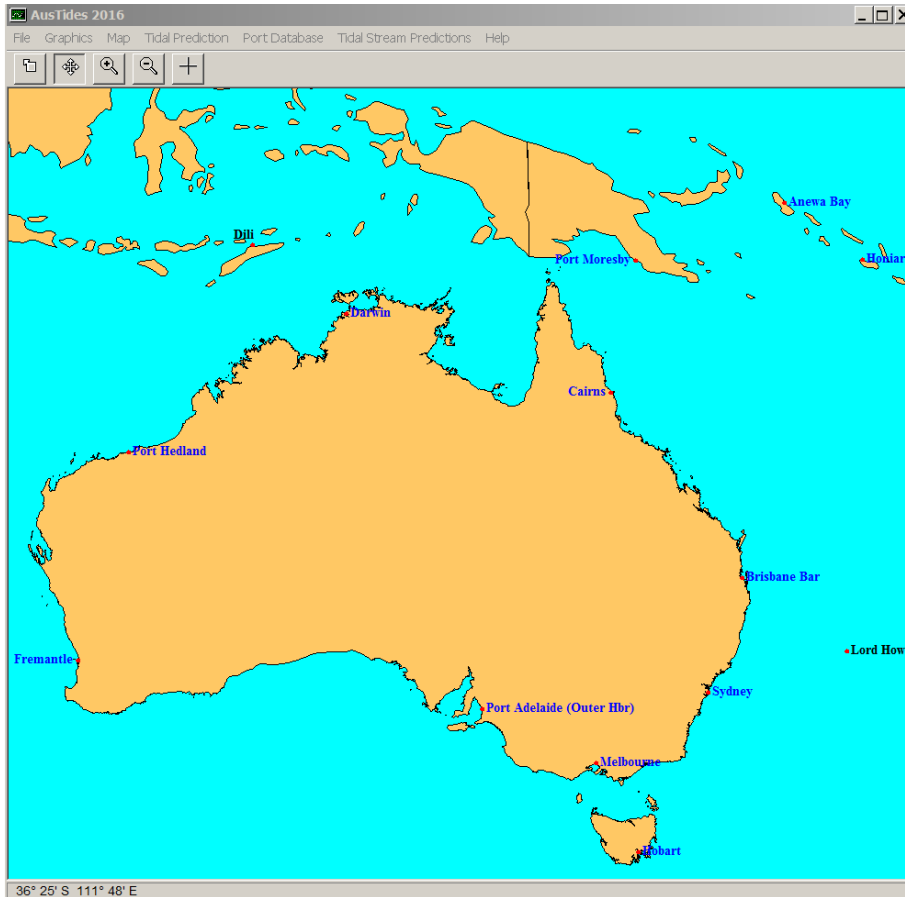 AusTides 2016
File Graphics Map Tidal Prediction Port Database Tidal Stream Predictions Help
Anewa Bay
Dili
Port Moresby
Honiar
Darwin
Cairns
Port Hedland
Brisbane Bar
Lord How
Fremantle
Sydney
Port Adelaide (Outer Hbr)
Melbourne
Hobart
36° 25' S 111° 48' E